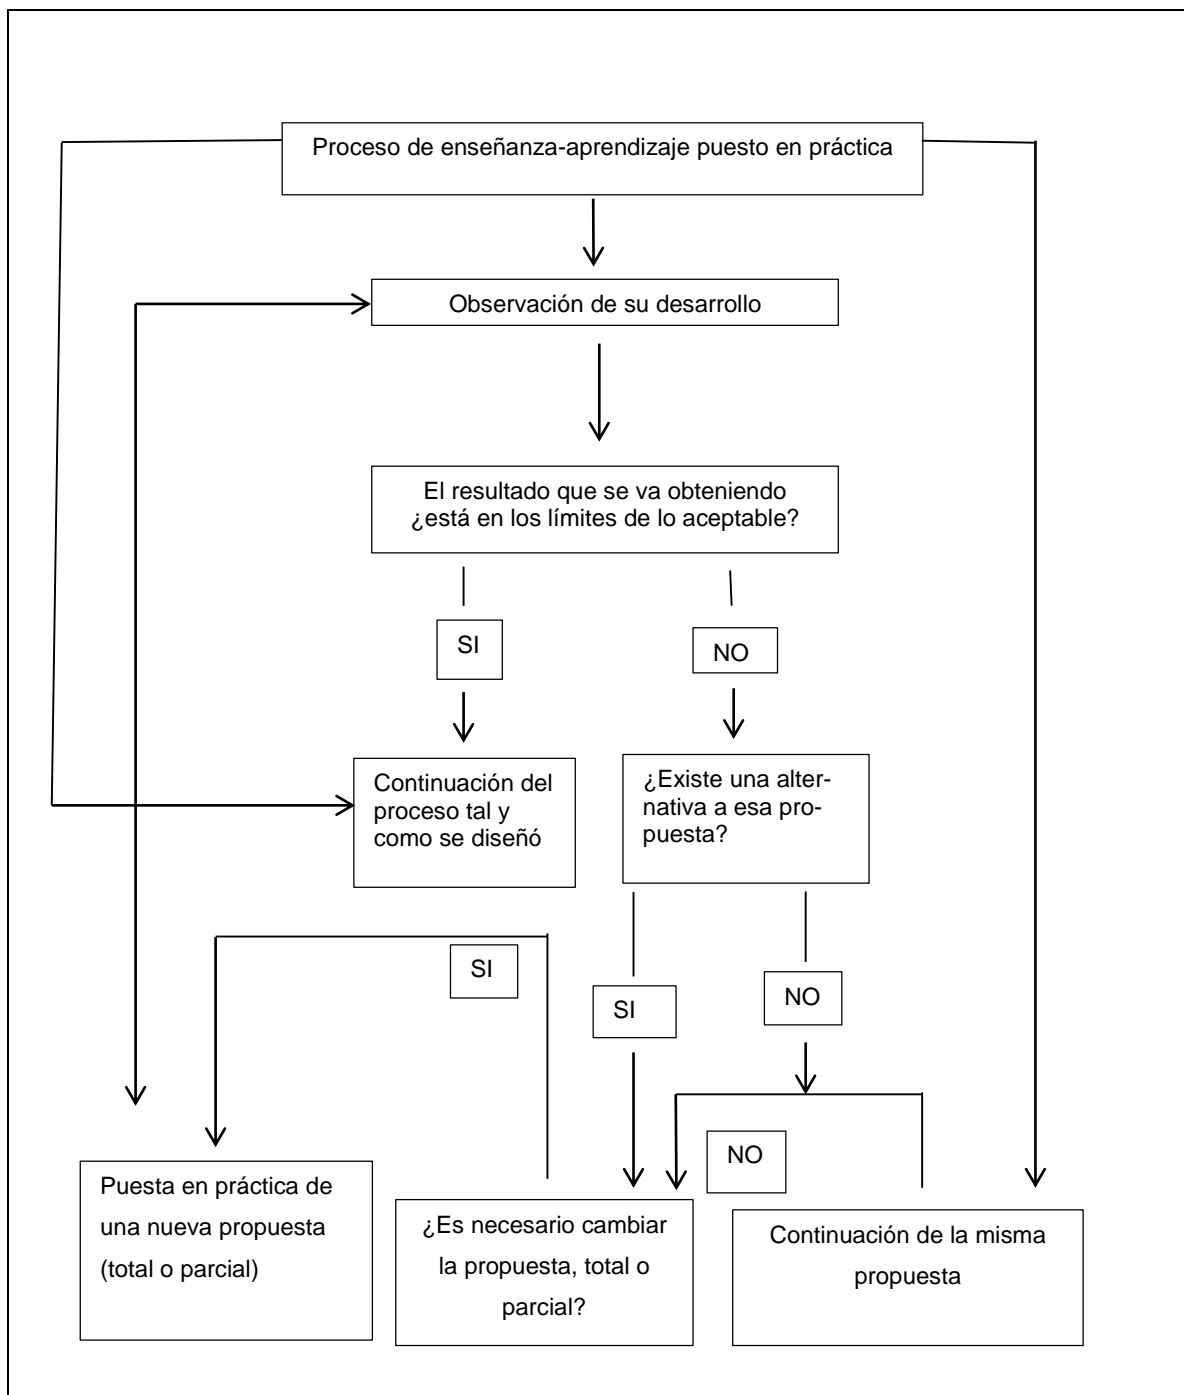 Proceso de enseñanza-aprendizaje puesto en práctica
Observación de su desarrollo
El resultado que se va obteniendo
¿está en los límites de lo aceptable?
SI
NO
Continuación del
proceso tal y
como se diseñó
¿Existe una alter-
nativa a esa pro-
puesta?
SI
SI
NO
NO
Puesta en práctica de
una nueva propuesta
(total o parcial)
¿Es necesario cambiar
la propuesta, total o
parcial?
Continuación de la misma
propuesta